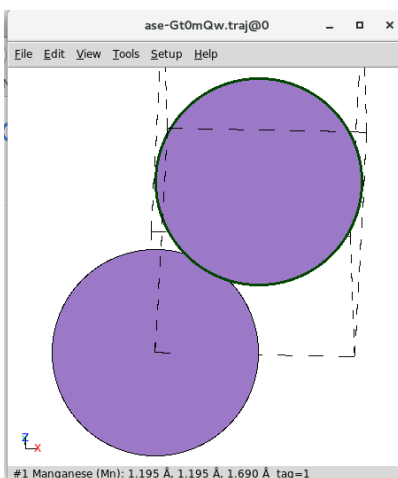 ase-Gt0mQw.traj@0
File Edit View Tools Setup Help
Z
X
#1 Manganese (Mn): 1.195 Å, 1.195 Å, 1.690 Å tag=1